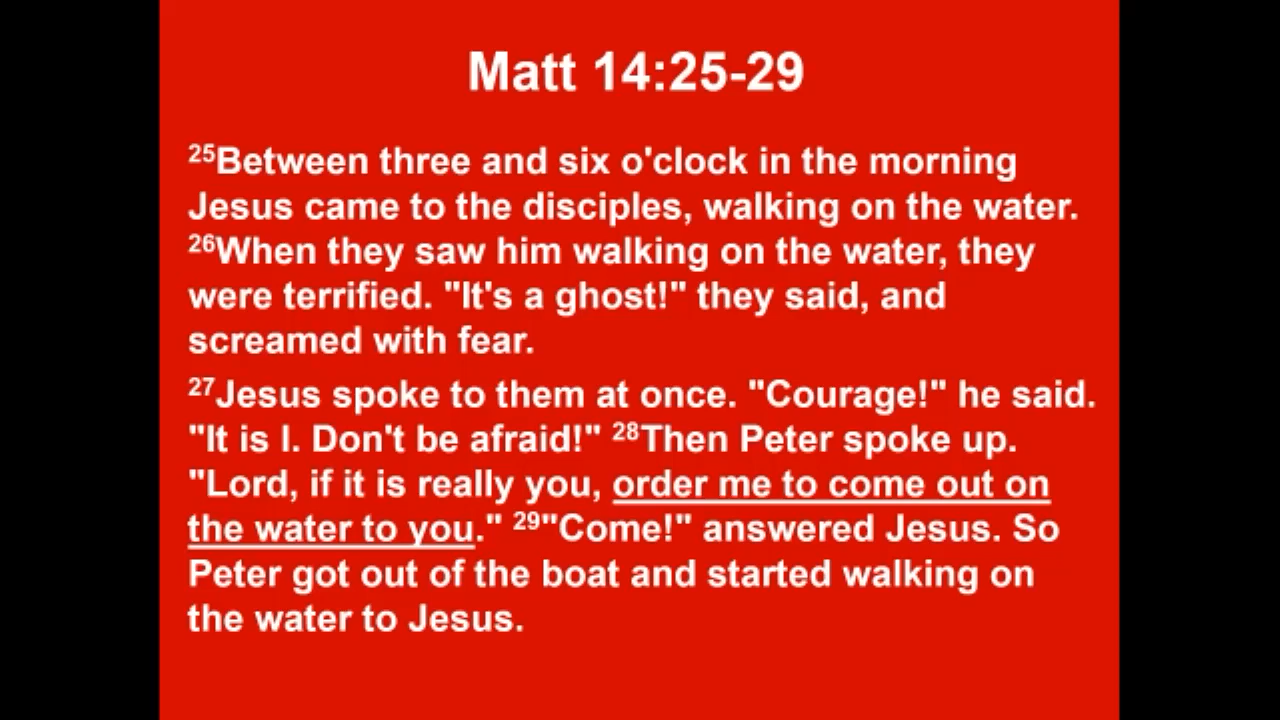 Matt 14:25-29
25Between three and six o'clock in the morning
Jesus came to the disciples, walking on the water.
26When they saw him walking on the water, they
were terrified. "It's a ghost!" they said, and
screamed with fear.
27Jesus spoke to them at once. "Courage!" he said.
"It is I. Don't be afraid!" 28Then Peter spoke up.
"Lord, if it is really you, order me to come out on
the water to you." 29"Come!" answered Jesus. So
Peter got out of the boat and started walking on
the water to Jesus.